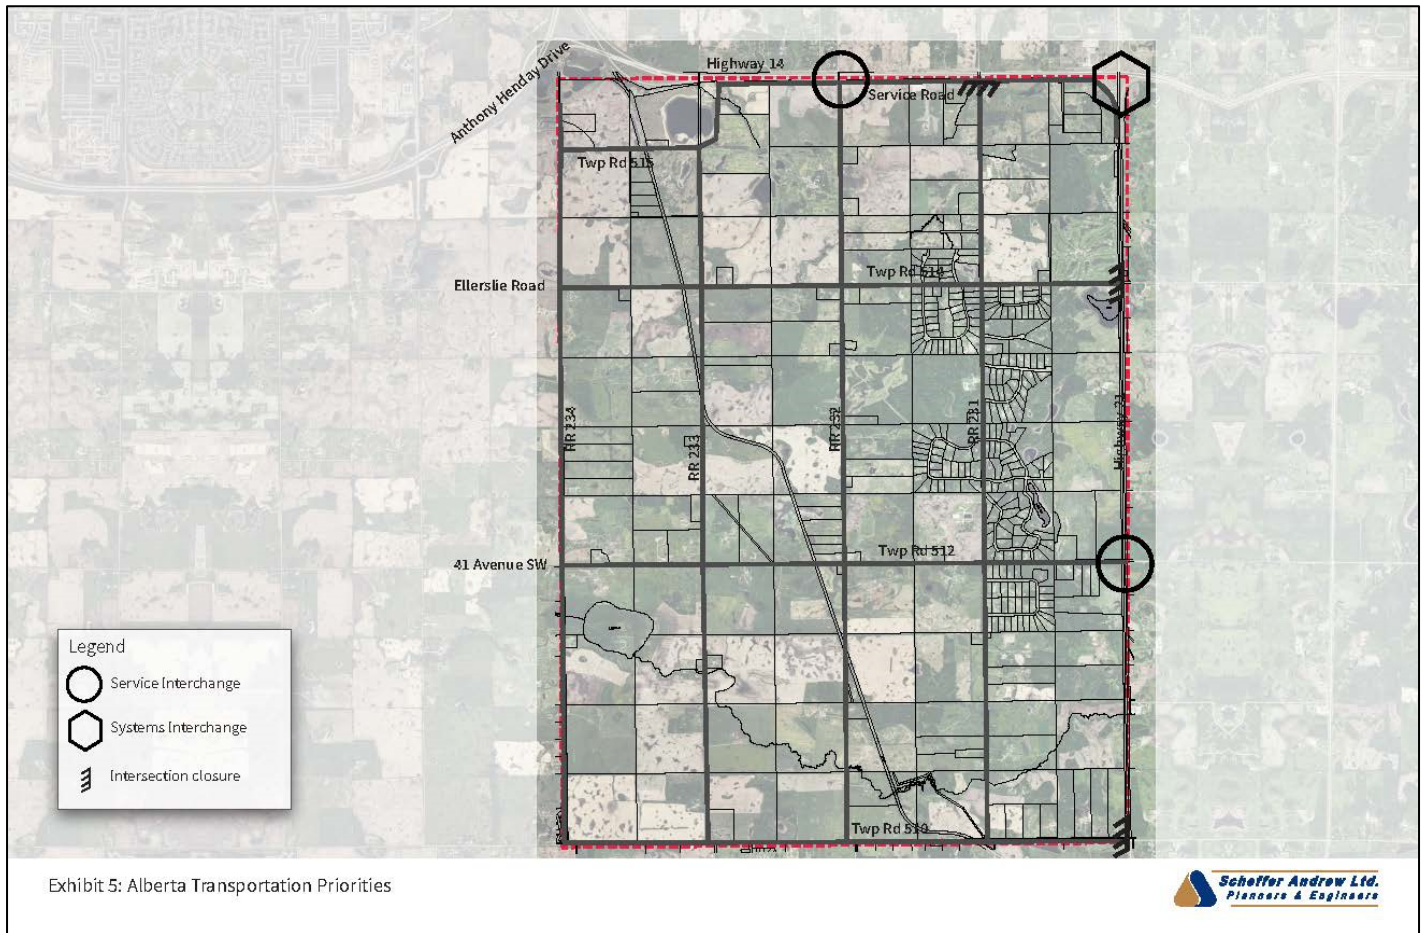 Anthony Henday Drive
Highway 14
Service Road
Twp Rd 515
Ellerslie Road
Twp Rd 514
RR 234
RR 233
RR 232
RR 231
Highway 21
41 Avenue SW
Twp Rd 512
Twp Rd 510
Legend
Service Interchange
Systems Interchange
Intersection closure
Exhibit 5: Alberta Transportation Priorities
Scheffer Andrew Ltd.
Planners & Engineers